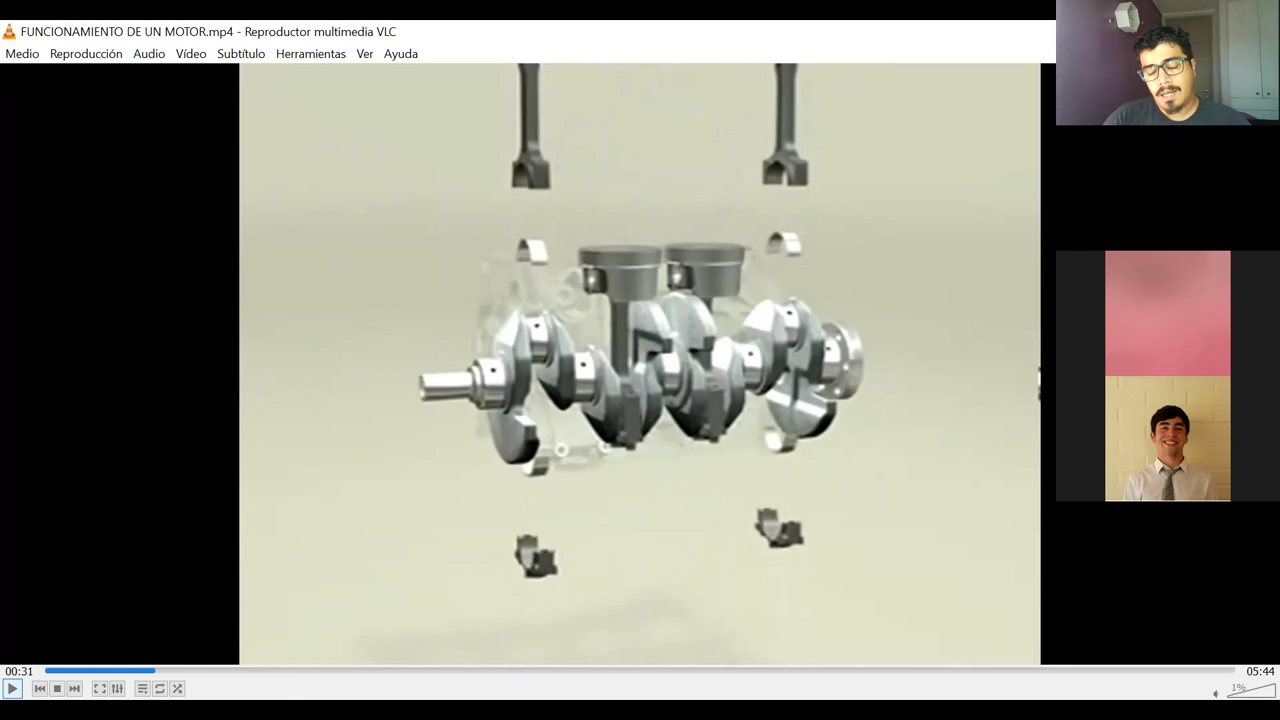 FUNCIONAMIENTO DE UN MOTOR.mp4 - Reproductor multimedia VLC
Medio Reproducción Audio Vídeo Subtítulo Herramientas Ver Ayuda
00:31 05:44
1%